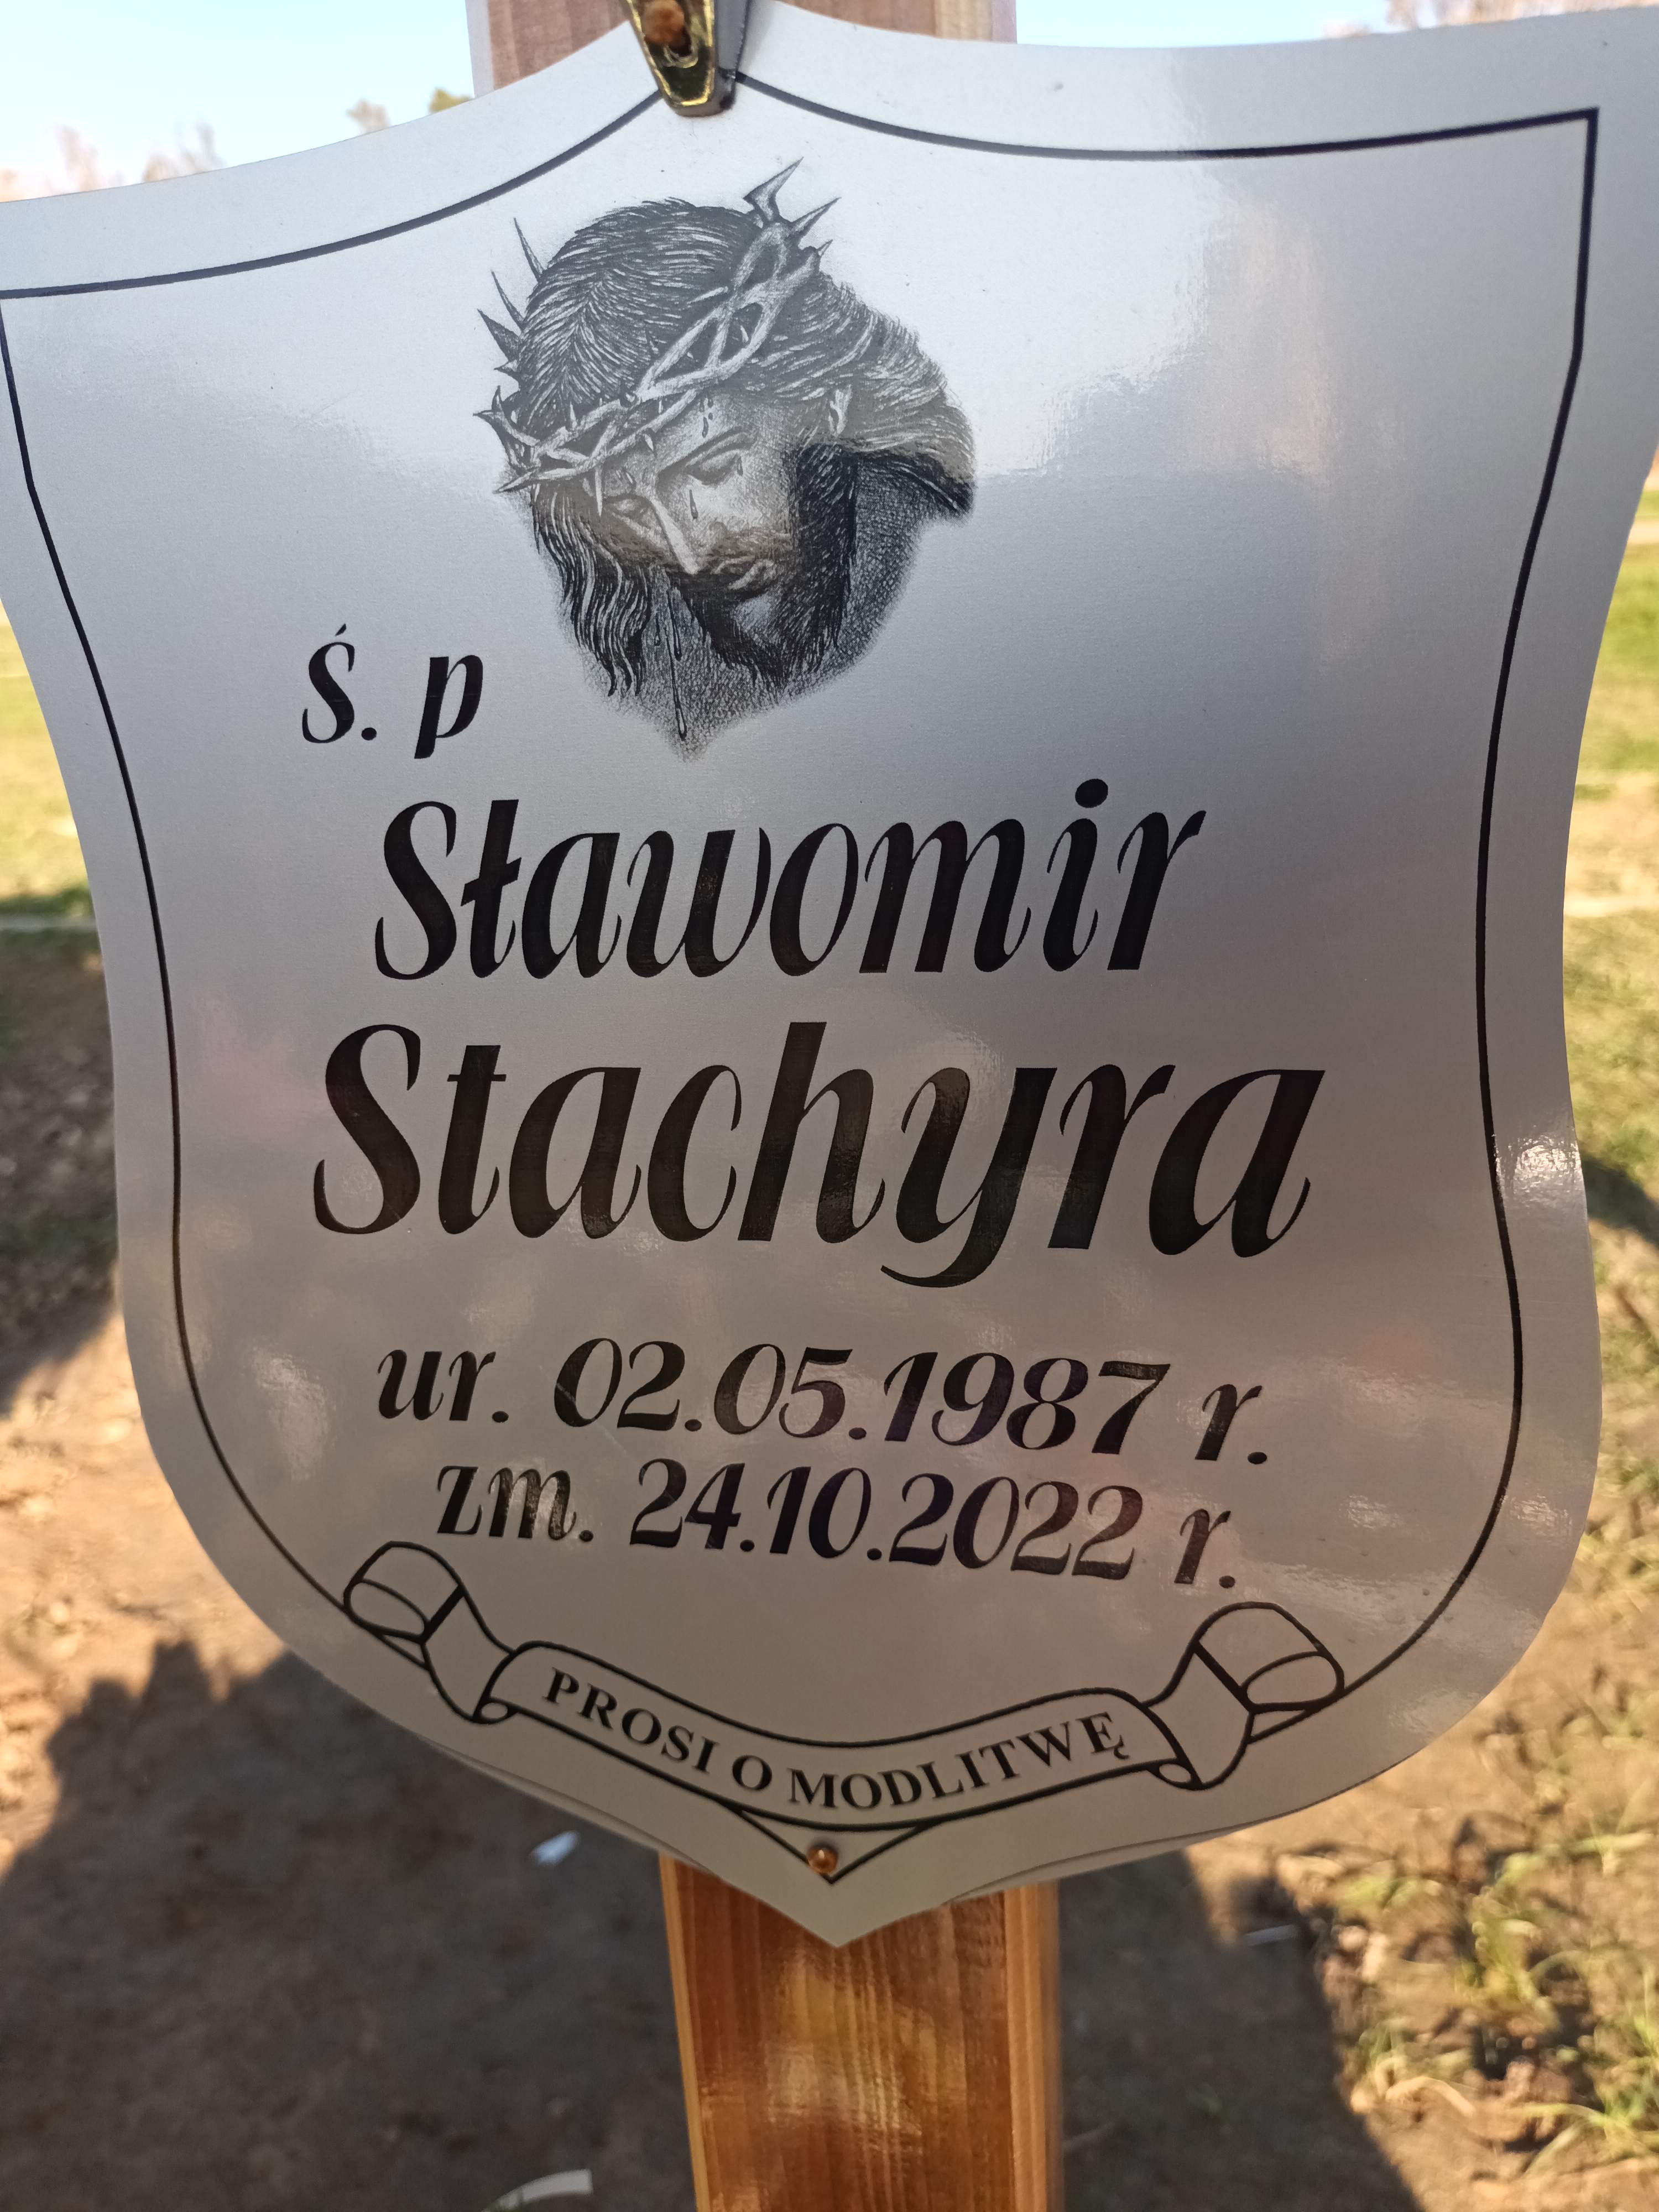 Ś. p
Sławomir
Stachyra
ur. 02.05.1987 r.
zm. 24.10.2022 r.
PROSI O MODLITWĘ